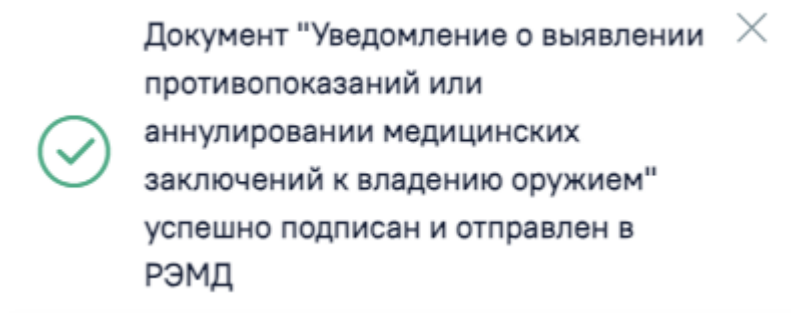 Документ "Уведомление о выявлении
противопоказаний или
аннулировании медицинских
заключений к владению оружием"
успешно подписан и отправлен в
РЭМД